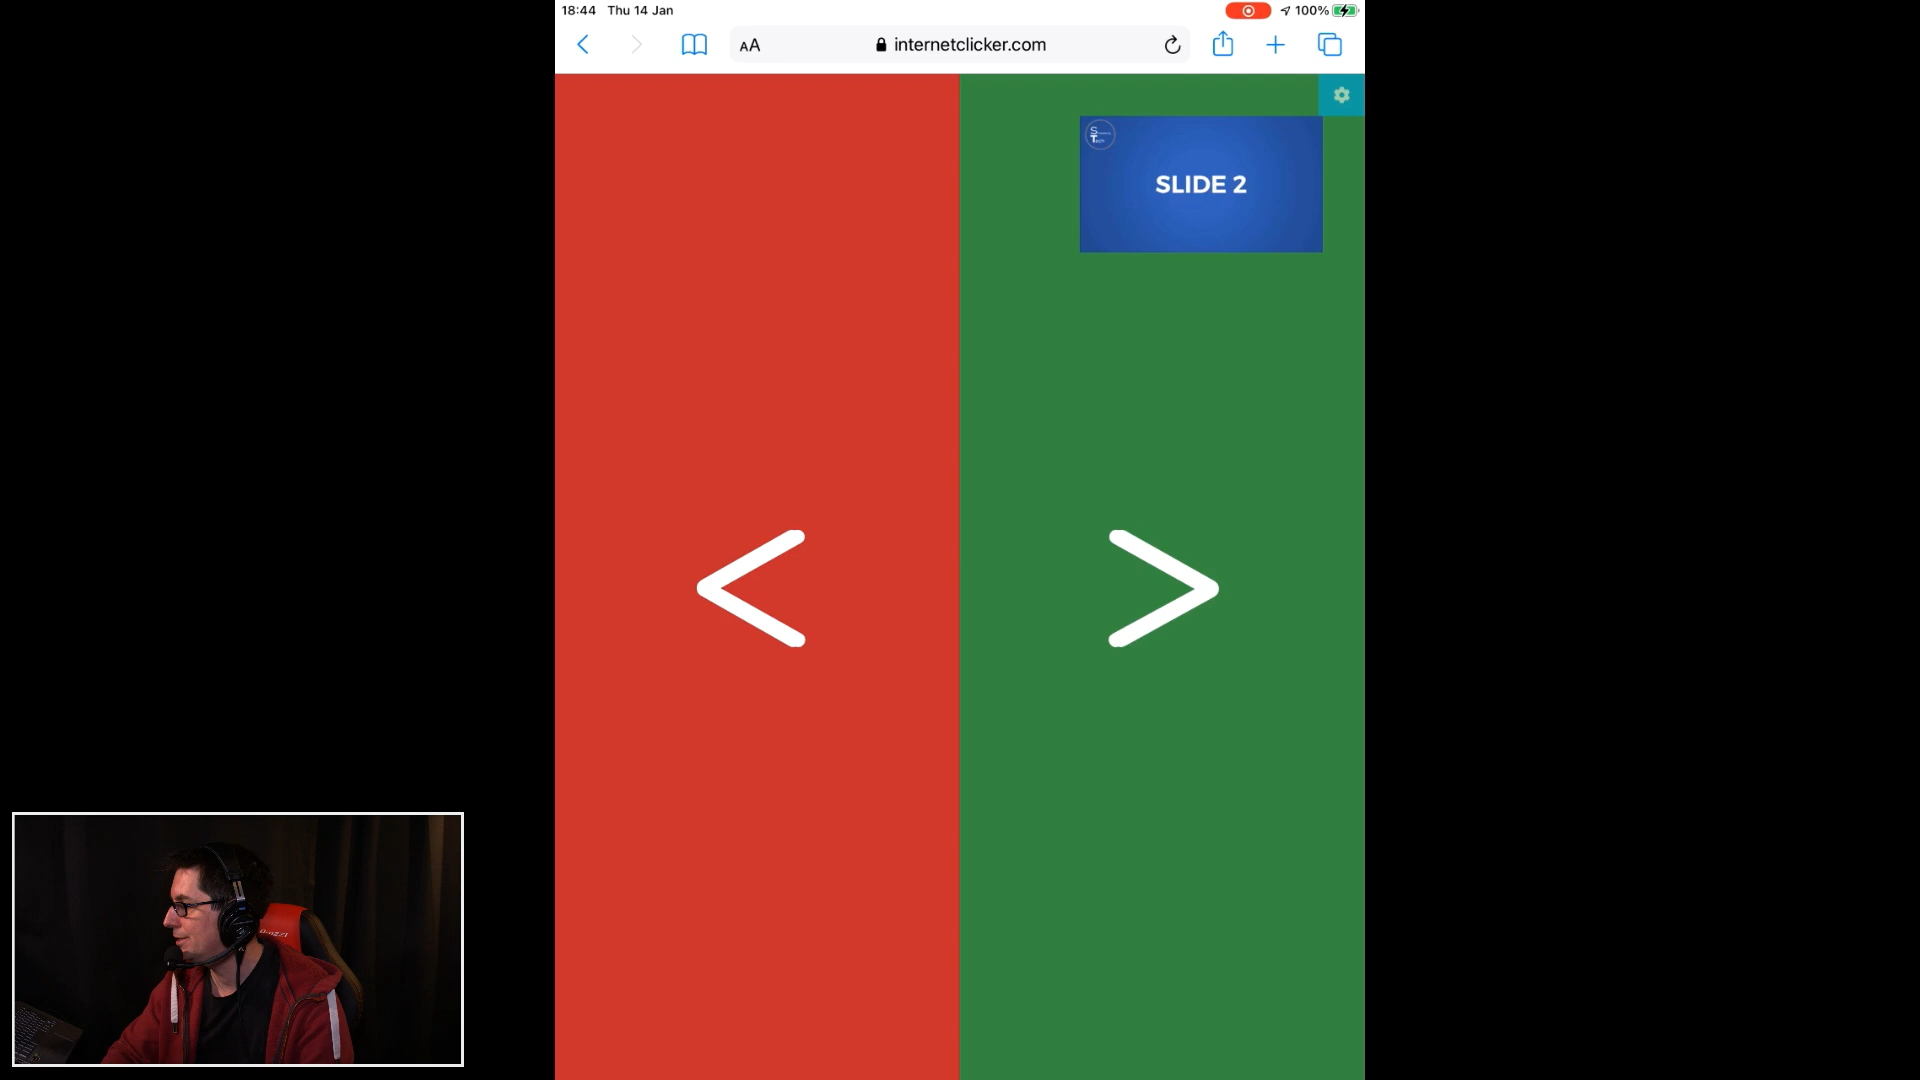 18:44 Thu 14 Jan
100%
AA
internetclicker.com
SLIDE 2
<
>